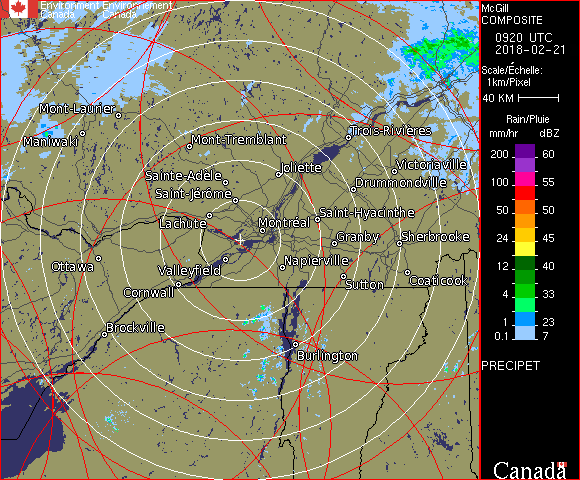 Environment Environnement
Canada Canada
McGill
COMPOSITE
0920 UTC
2018-02-21
Scale/Échelle:
1km/Pixel
40 KM
Rain/Pluie
mm/hr dBZ
200 60
100 55
50 50
24 45
12 40
4 33
1 23
0.1 7
PRECIPET
Mont-Laurier
Maniwaki
Mont-Tremblant
Trois-Rivières
Sainte-Adèle
Joliette
Victoriaville
Saint-Jérôme
Drummondville
Lachute
Montréal
Saint-Hyacinthe
Granby
Sherbrooke
Ottawa
Valleyfield
Napierville
Cornwall
Sutton
Coaticook
Brockville
Burlington
Canada